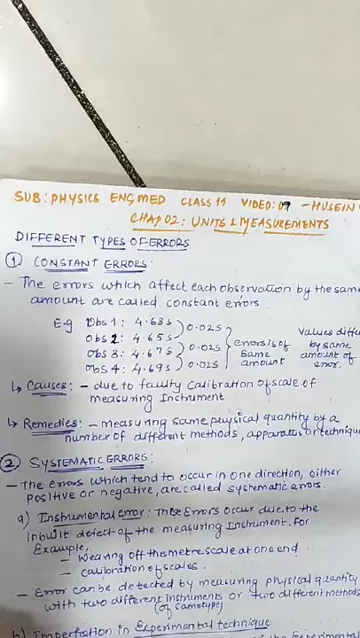 SUB: PHYSICS ENG MED CLASS 11 VIDEO: 07 - HUSEIN
CHAP 02: UNITS & MEASUREMENTS
DIFFERENT TYPES OF ERRORS
① CONSTANT ERRORS:
- The errors which affect each observation by the same
amount are called constant errors.
Eg Obs 1: 4.63s
Obs 2: 4.65s
obs 3: 4.67s
obs 4: 4.69s
0.02s
0.02s
0.02s
errors is of
same
amount
Values diffe
by same
amount of
error.
↳ Causes: - due to faulty Calibration of scale of
measuring Instrument
↳ Remedies: - measuring same physical quantity by a
number of different methods, apparatus or technique
② SYSTEMATIC ERRORS:
- The errors which tend to occur in one direction, either
positive or negative, are called systematic errors.
a) Instrumental error: These Errors occur due to the
Inbuilt defect of the measuring Instrument. For
Example,
- Wearing off the metre scale at one end
- calibration of scales.
- Error can be detected by measuring physical quantity
with two different instruments or two different methods
(of same type)
b) Imperfection in Experimental technique